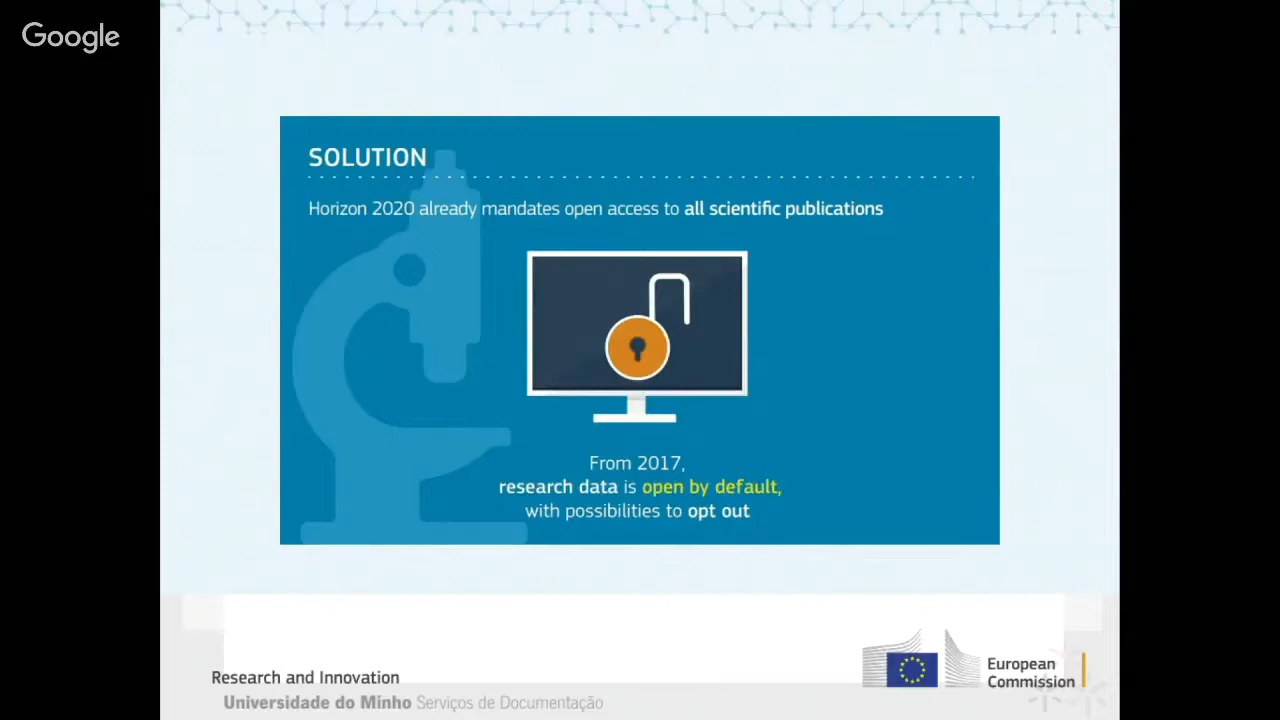 Google
SOLUTION
Horizon 2020 already mandates open access to all scientific publications
From 2017,
research data is open by default,
with possibilities to opt out
Research and Innovation
Universidade do Minho Serviços de Documentação
European
Commission